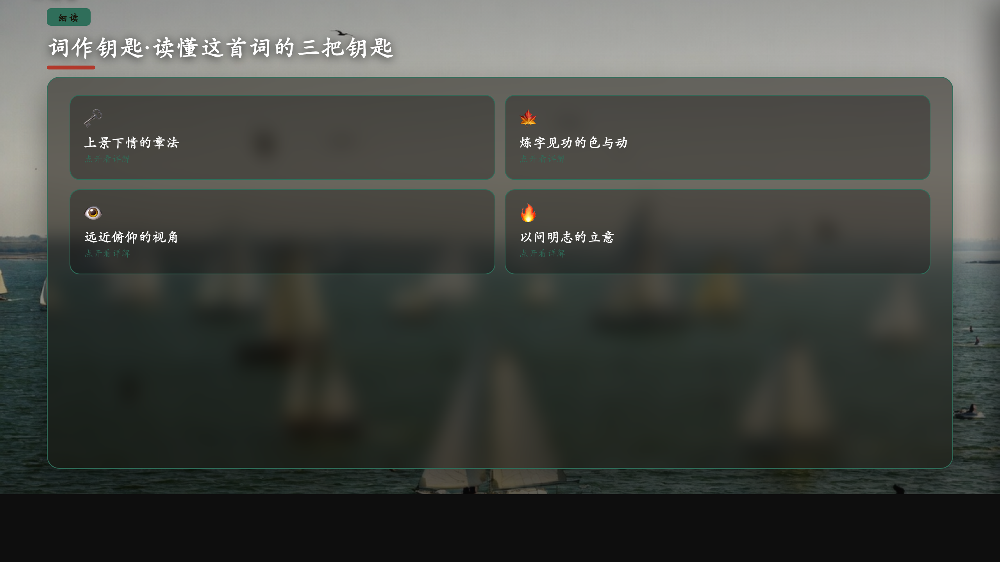 细读
词作钥匙·读懂这首词的三把钥匙
上景下情的章法
点开看详解
炼字见功的色与动
点开看详解
远近俯仰的视角
点开看详解
以问明志的立意
点开看详解